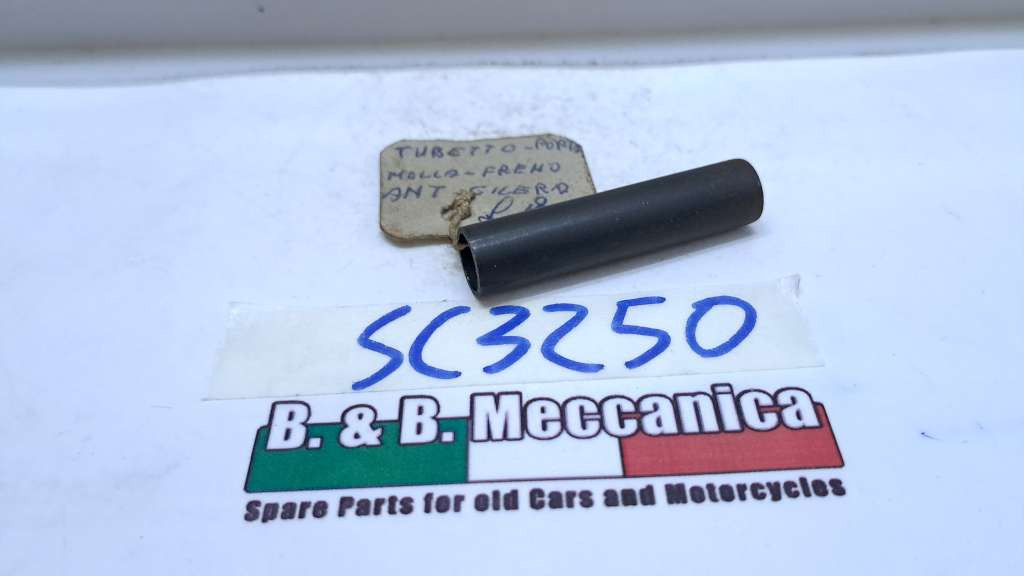 TUBETTO-PORTA
MOLLA-FRENO
ANT GILERA
SC3250
B. & B. Meccanica
Spare Parts for old Cars and Motorcycles